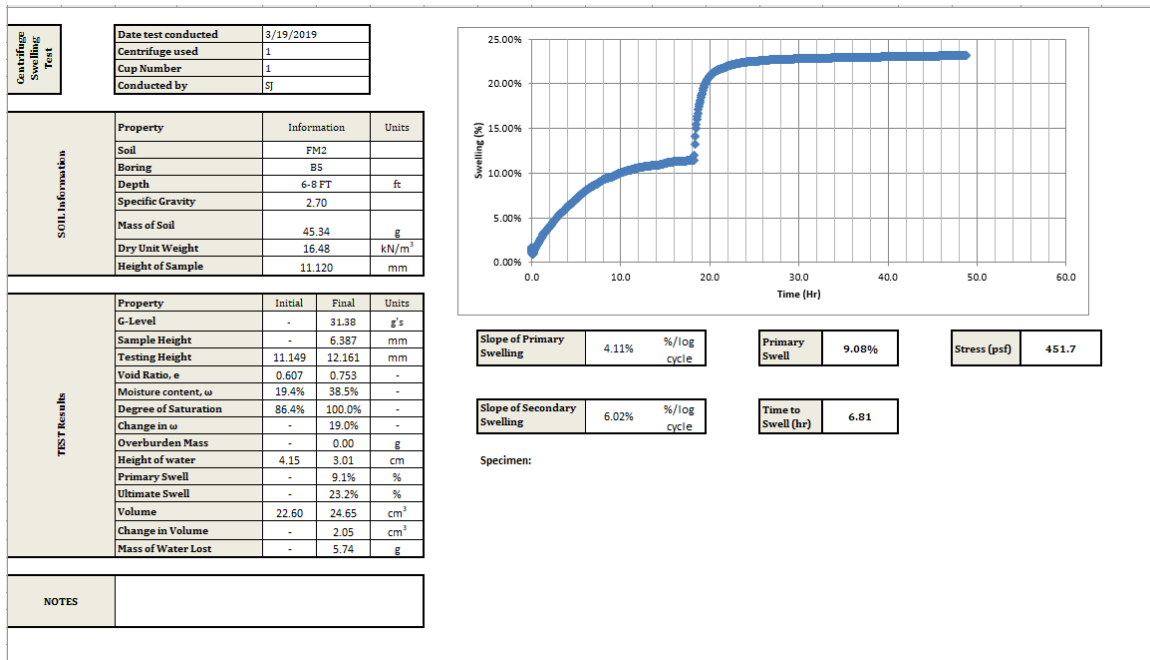 Centrifuge
Swelling
Test
Date test conducted 3/19/2019
Centrifuge used 1
Cup Number 1
Conducted by SJ
SOIL Information
Property Information Units
Soil FM2
Boring B5
Depth 6-8 FT ft
Specific Gravity 2.70
Mass of Soil 45.34 g
Dry Unit Weight 16.48 kN/m³
Height of Sample 11.120 mm
TEST Results
Property Initial Final Units
G-Level - 31.38 g's
Sample Height - 6.387 mm
Testing Height 11.149 12.161 mm
Void Ratio, e 0.607 0.753 -
Moisture content, ω 19.4% 38.5% -
Degree of Saturation 86.4% 100.0% -
Change in ω - 19.0% -
Overburden Mass - 0.00 g
Height of water 4.15 3.01 cm
Primary Swell - 9.1% %
Ultimate Swell - 23.2% %
Volume 22.60 24.65 cm³
Change in Volume - 2.05 cm³
Mass of Water Lost - 5.74 g
NOTES
Swelling (%)
25.00%
20.00%
15.00%
10.00%
5.00%
0.00%
0.0 10.0 20.0 30.0 40.0 50.0 60.0
Time (Hr)
Slope of Primary
Swelling 4.11% %/log
cycle
Primary
Swell 9.08%
Stress (psf) 451.7
Slope of Secondary
Swelling 6.02% %/log
cycle
Time to
Swell (hr) 6.81
Specimen: